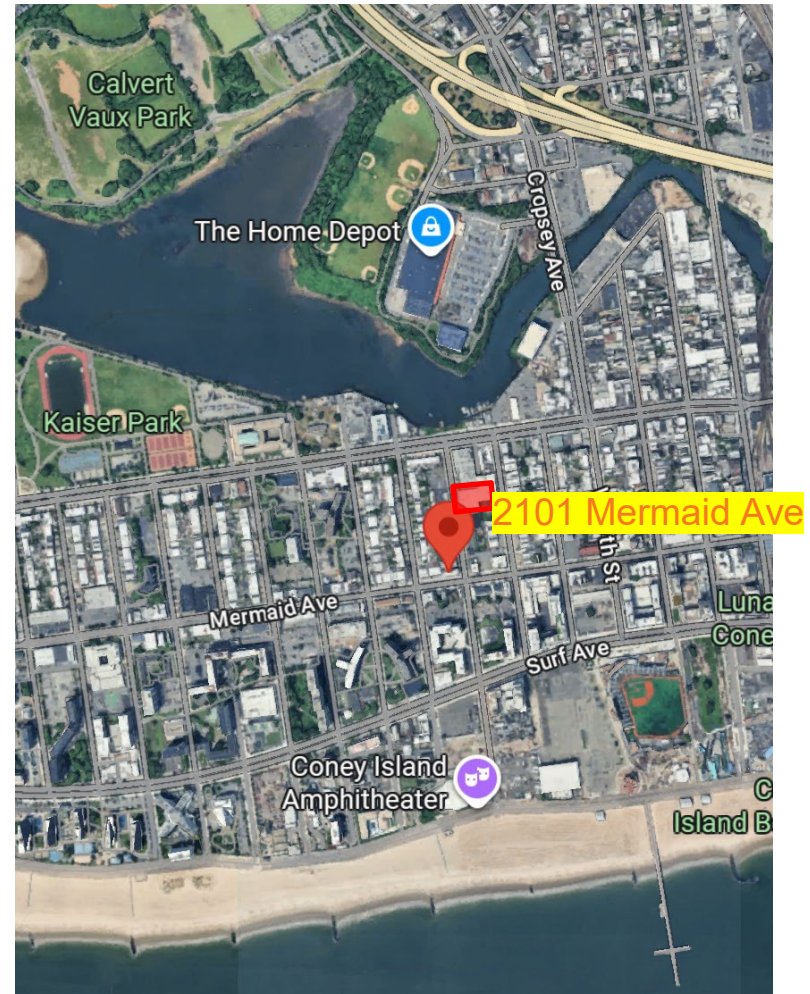 Calvert
Vaux Park
The Home Depot
Cropsey Ave
Kaiser Park
2101 Mermaid Ave
th St
Mermaid Ave
Luna
Cone
Surf Ave
Coney Island
Amphitheater
C
Island B